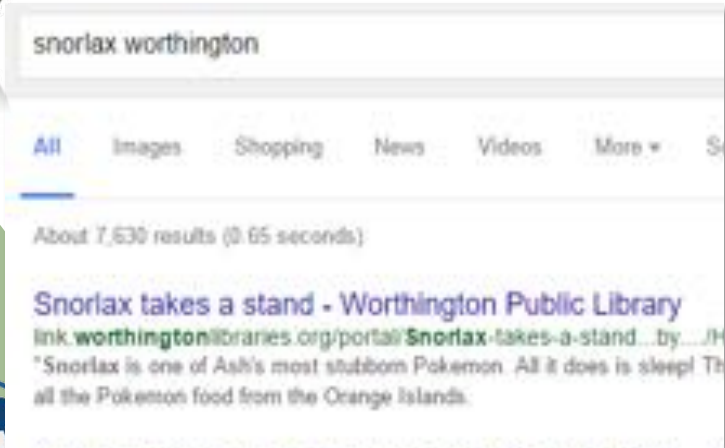 snorlax worthington
All Images Shopping News Videos More
About 7,630 results (0.65 seconds)
Snorlax takes a stand - Worthington Public Library
link.worthingtonlibraries.org/portal/Snorlax-takes-a-stand...by.../H
"Snorlax is one of Ash's most stubborn Pokemon. All it does is sleep! Th
all the Pokemon food from the Orange Islands.